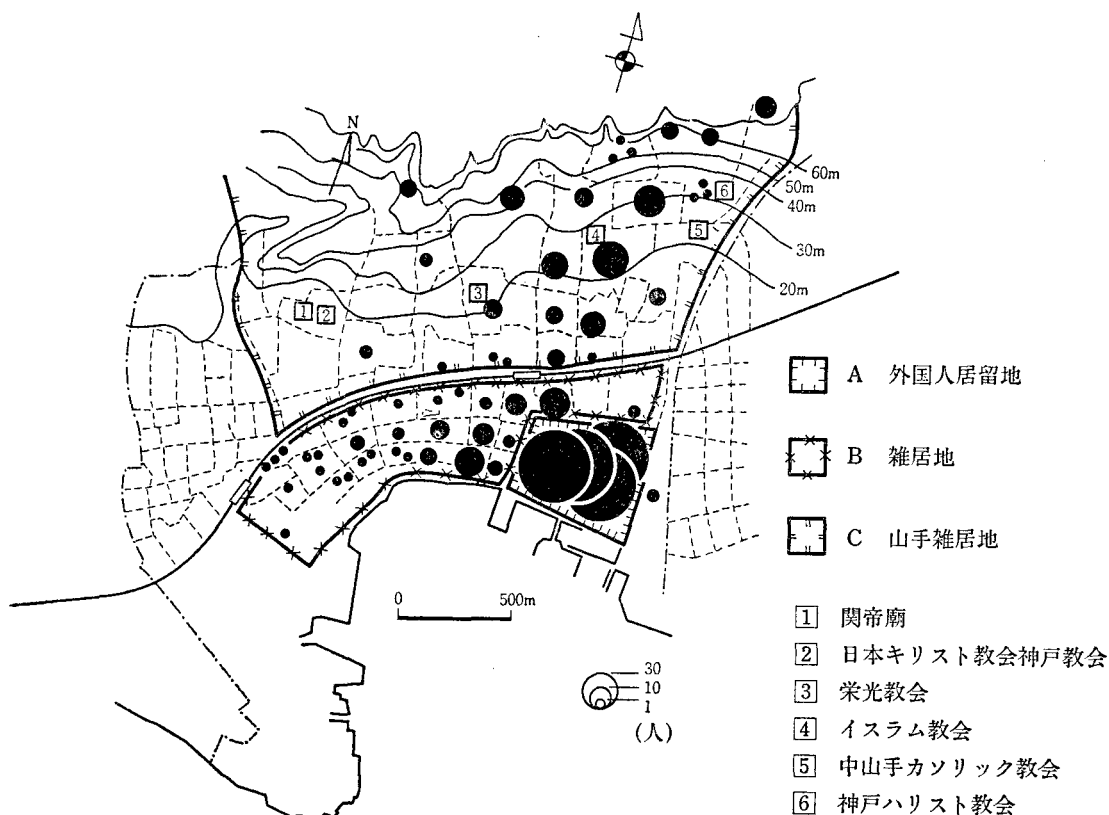 N
60m
50m
40m
30m
20m
6
5
4
3
1 2
A 外国人居留地
B 雑居地
C 山手雑居地
0 500m
30
10
1
(人)
1 関帝廟
2 日本キリスト教会神戸教会
3 栄光教会
4 イスラム教会
5 中山手カソリック教会
6 神戸ハリスト教会